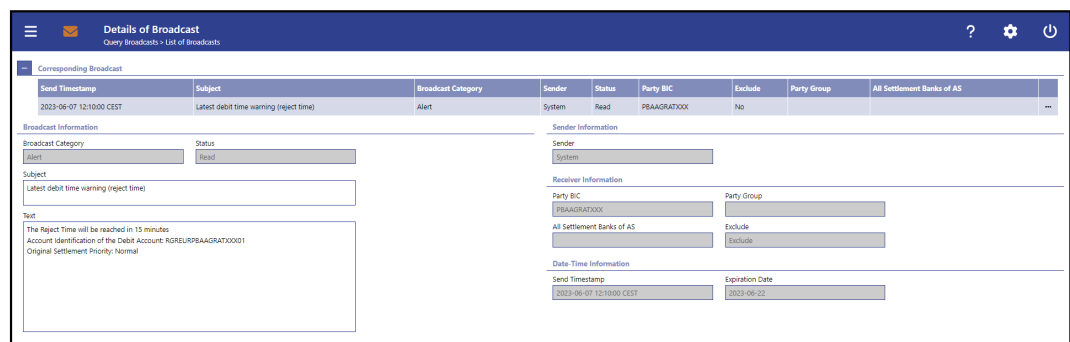 Details of Broadcast
Query Broadcasts > List of Broadcasts
?
Corresponding Broadcast
Send Timestamp Subject Broadcast Category Sender Status Party BIC Exclude Party Group All Settlement Banks of AS
2023-06-07 12:10:00 CEST Latest debit time warning (reject time) Alert System Read PBAAGRATXXX No ...
Broadcast Information
Broadcast Category Status
Alert Read
Subject
Latest debit time warning (reject time)
Text
The Reject Time will be reached in 15 minutes
Account Identification of the Debit Account: RGREURPBAAGRATXXX01
Original Settlement Priority: Normal
Sender Information
Sender
System
Receiver Information
Party BIC Party Group
PBAAGRATXXX
All Settlement Banks of AS Exclude
Exclude
Date-Time Information
Send Timestamp Expiration Date
2023-06-07 12:10:00 CEST 2023-06-22